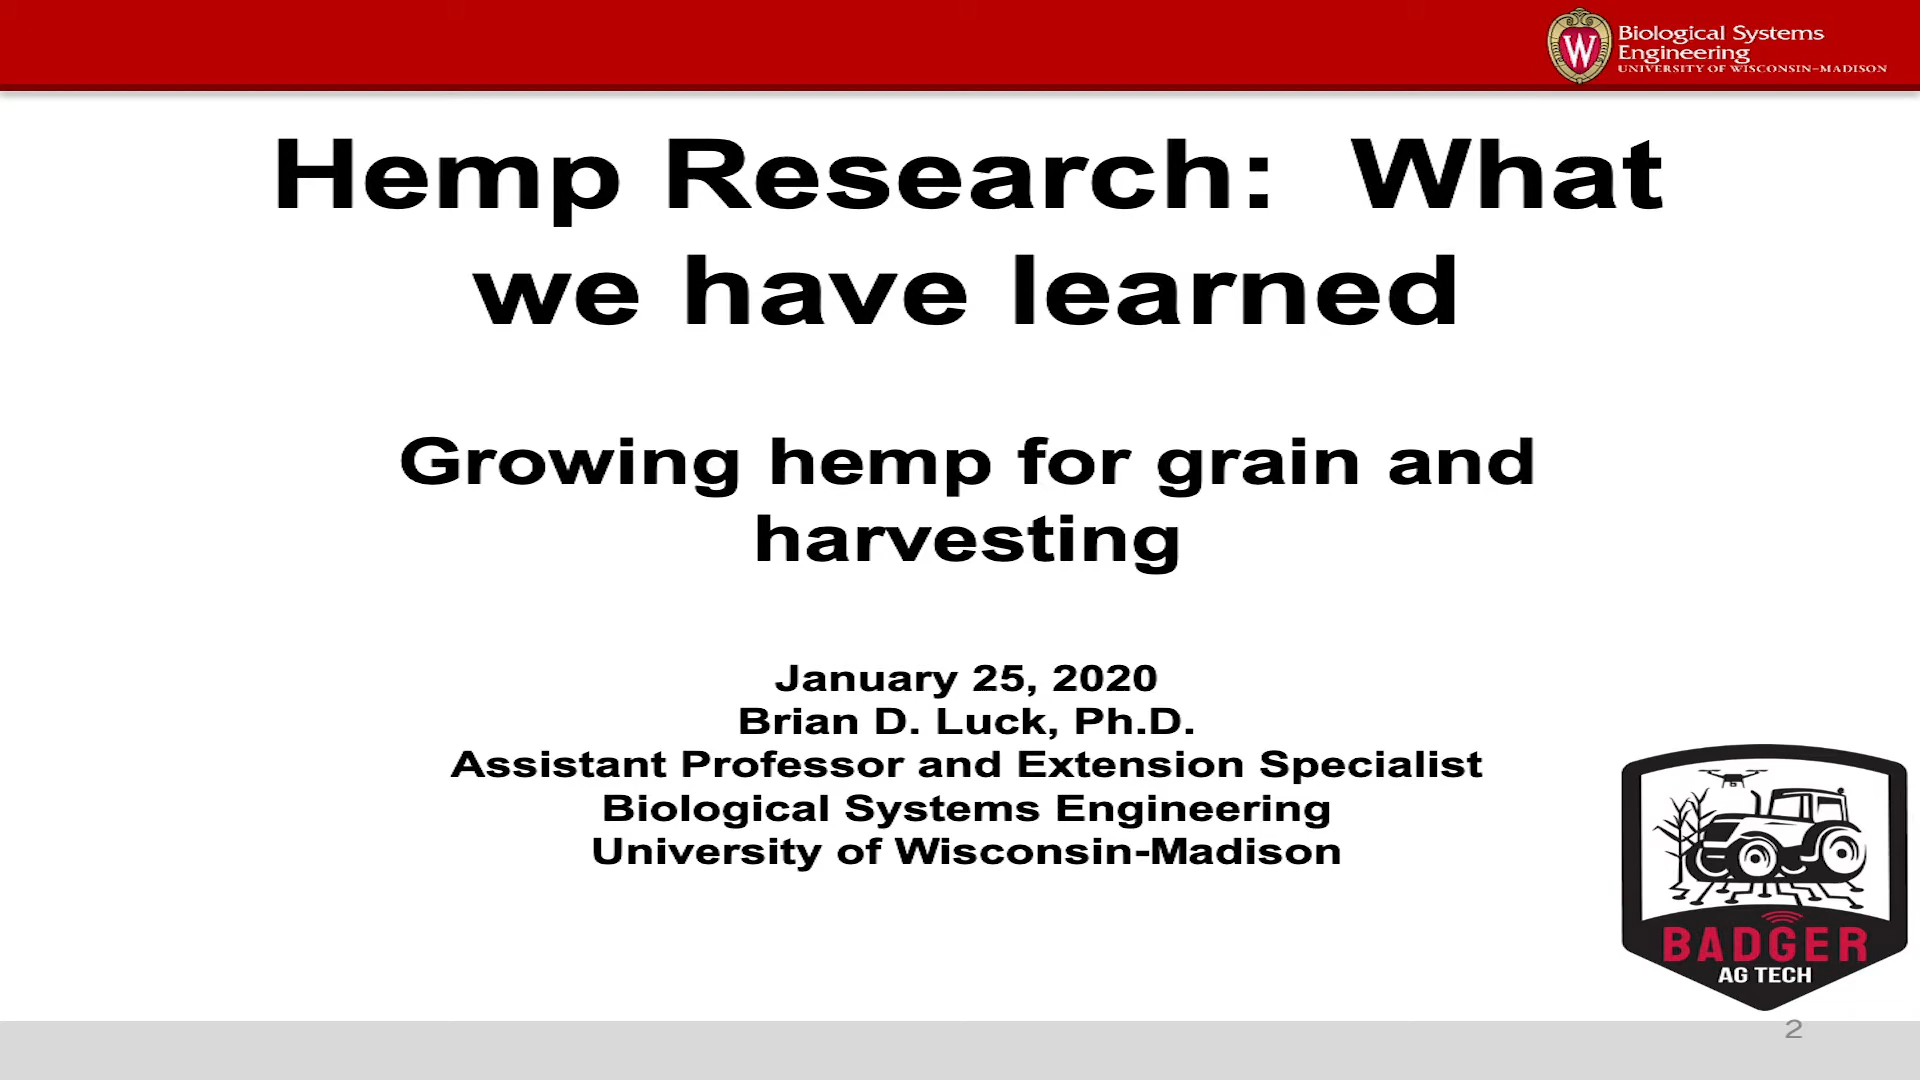 Biological Systems
Engineering
UNIVERSITY OF WISCONSIN–MADISON
Hemp Research:  What
we have learned
Growing hemp for grain and
harvesting
January 25, 2020
Brian D. Luck, Ph.D.
Assistant Professor and Extension Specialist
Biological Systems Engineering
University of Wisconsin-Madison
BADGER
AG TECH
2